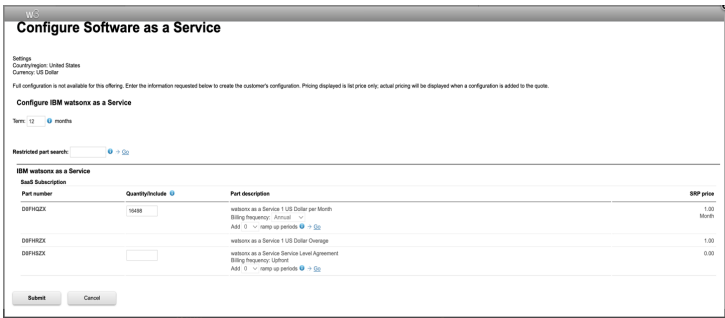 w3
Configure Software as a Service
Settings
Country/region: United States
Currency: US Dollar
Full configuration is not available for this offering. Enter the information requested below to create the customer's configuration. Pricing displayed is list price only; actual pricing will be displayed when a configuration is added to the quote.
Configure IBM watsonx as a Service
Term: 12 months
Restricted part search: → Go
IBM watsonx as a Service
SaaS Subscription
Part number Quantity/Include Part description SRP price
D0FHQZX 16498 watsonx as a Service 1 US Dollar per Month 1.00
Billing frequency: Annual Month
Add 0 ramp up periods → Go
D0FHRZX watsonx as a Service 1 US Dollar Overage 1.00
D0FHSZX watsonx as a Service Service Level Agreement 0.00
Billing frequency: Upfront
Add 0 ramp up periods → Go
Submit Cancel